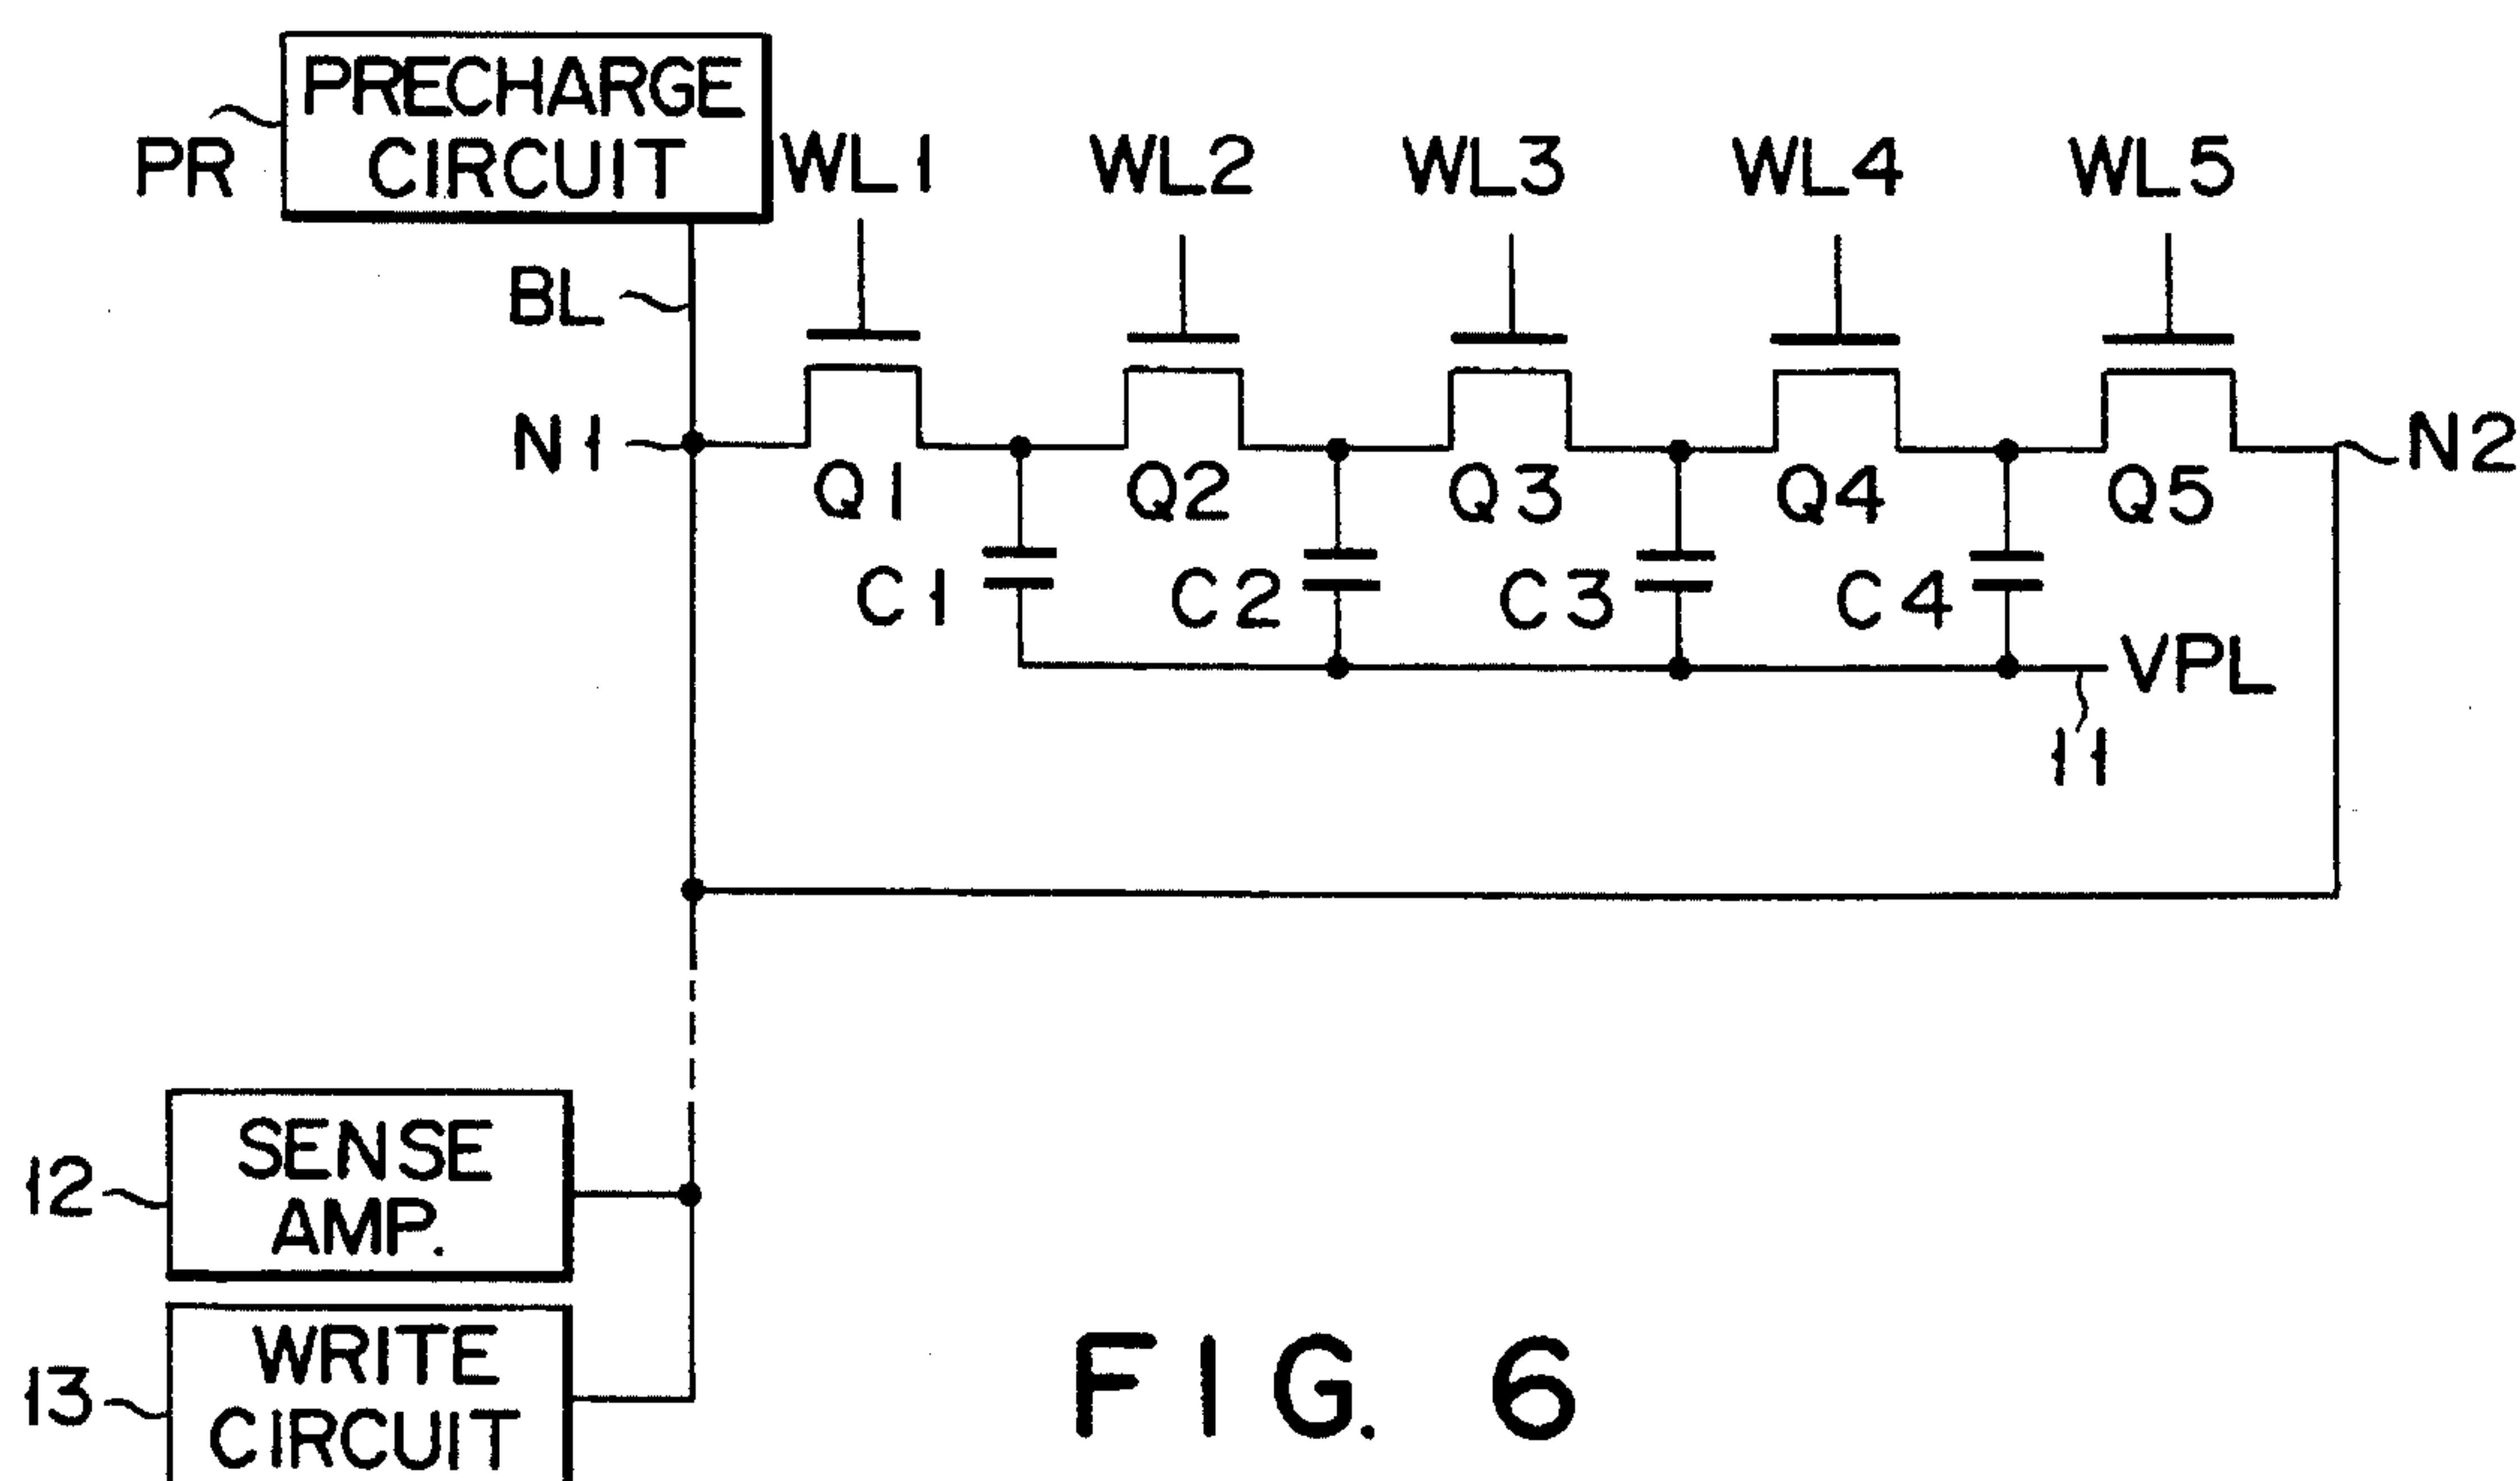 PRECHARGE
CIRCUIT
PR
WL1 WL2 WL3 WL4 WL5
BL
N1
N2
Q1 Q2 Q3 Q4 Q5
C1 C2 C3 C4
VPL
11
SENSE
AMP.
12
WRITE
CIRCUIT
13
FIG. 6